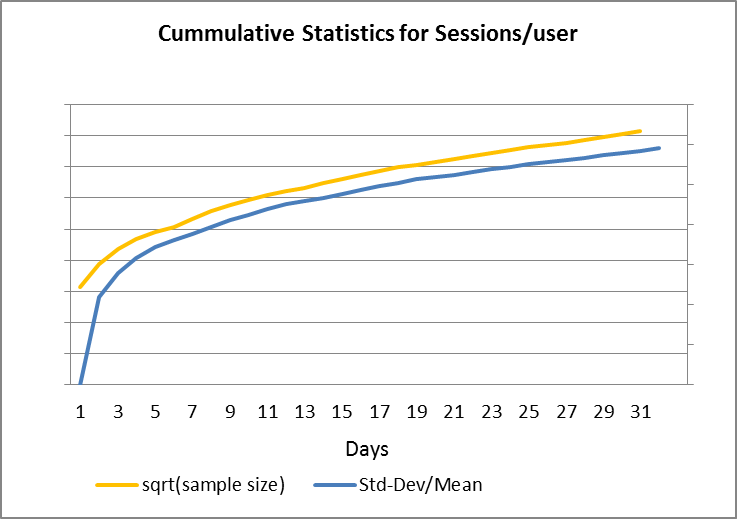 Cummulative Statistics for Sessions/user
1 3 5 7 9 11 13 15 17 19 21 23 25 27 29 31
Days
sqrt(sample size) Std-Dev/Mean